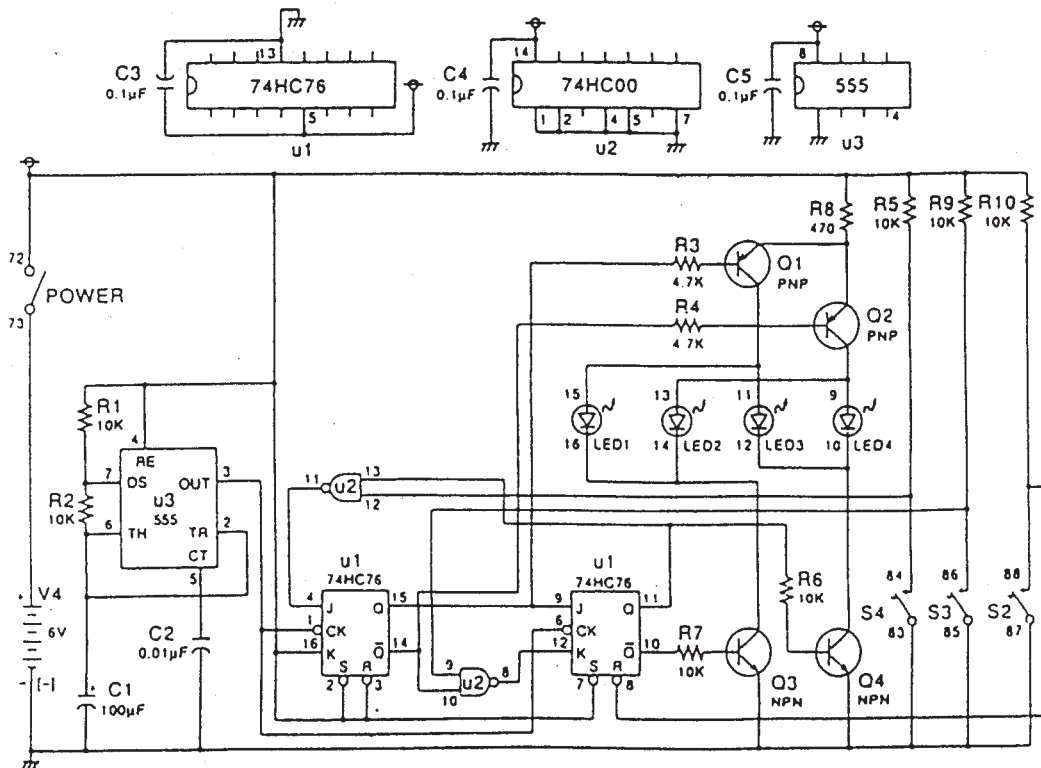 13
C3
0.1µF
74HC76
5
u1
14
C4
0.1µF
74HC00
1 2 4 5 7
u2
8
C5
0.1µF
555
4
u3
72
POWER
73
V4
+
6V
- (-)
R1
10K
R2
10K
4
RE
7
DS
OUT
3
u3
555
6
TH
TR
2
CT
5
C2
0.01µF
+
C1
100µF
R3
4.7K
R4
4.7K
Q1
PNP
Q2
PNP
R8
470
R5
10K
R9
10K
R10
10K
15
16
LED1
13
14
LED2
11
12
LED3
9
10
LED4
11
u2
13
12
u1
74HC76
4
J
Q
15
1
CK
16
K
Q
14
S
R
2
3
9
10
u2
8
u1
74HC76
9
J
Q
11
6
CK
12
K
Q
10
S
R
7
8
R7
10K
R6
10K
Q3
NPN
Q4
NPN
84
S4
83
86
S3
85
88
S2
87